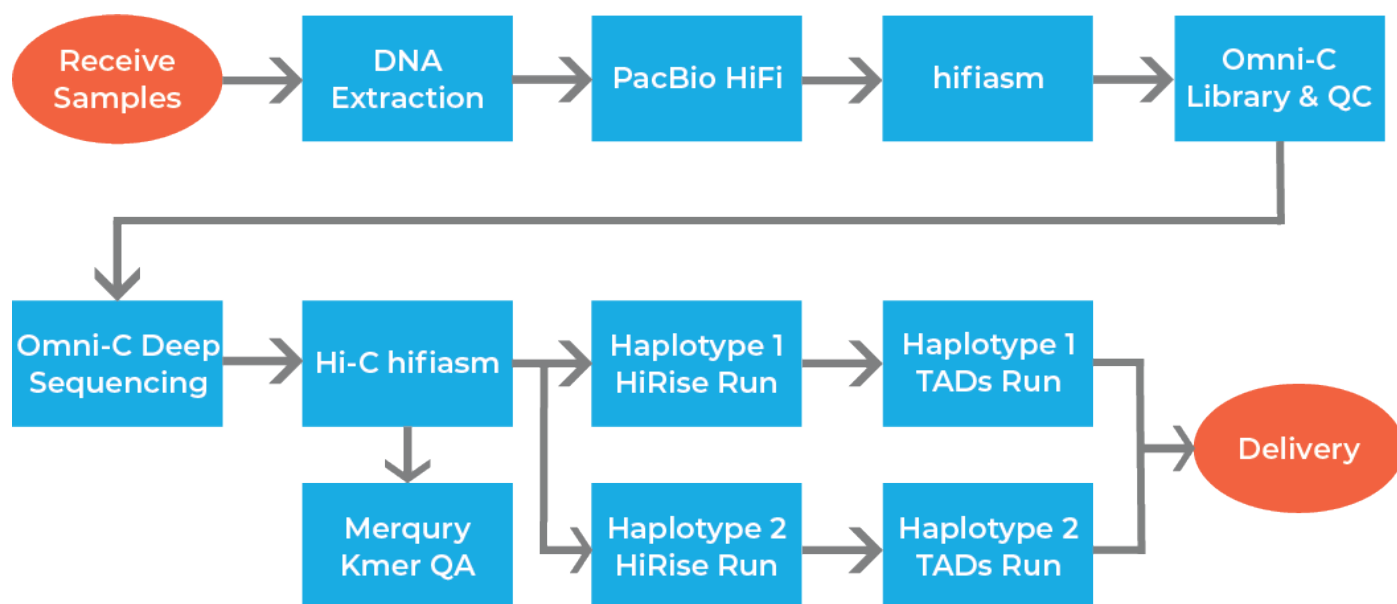 Receive
Samples
DNA
Extraction
PacBio HiFi
hifiasm
Omni-C
Library & QC
Omni-C Deep
Sequencing
Hi-C hifiasm
Haplotype 1
HiRise Run
Haplotype 1
TADs Run
Delivery
Merqury
Kmer QA
Haplotype 2
HiRise Run
Haplotype 2
TADs Run